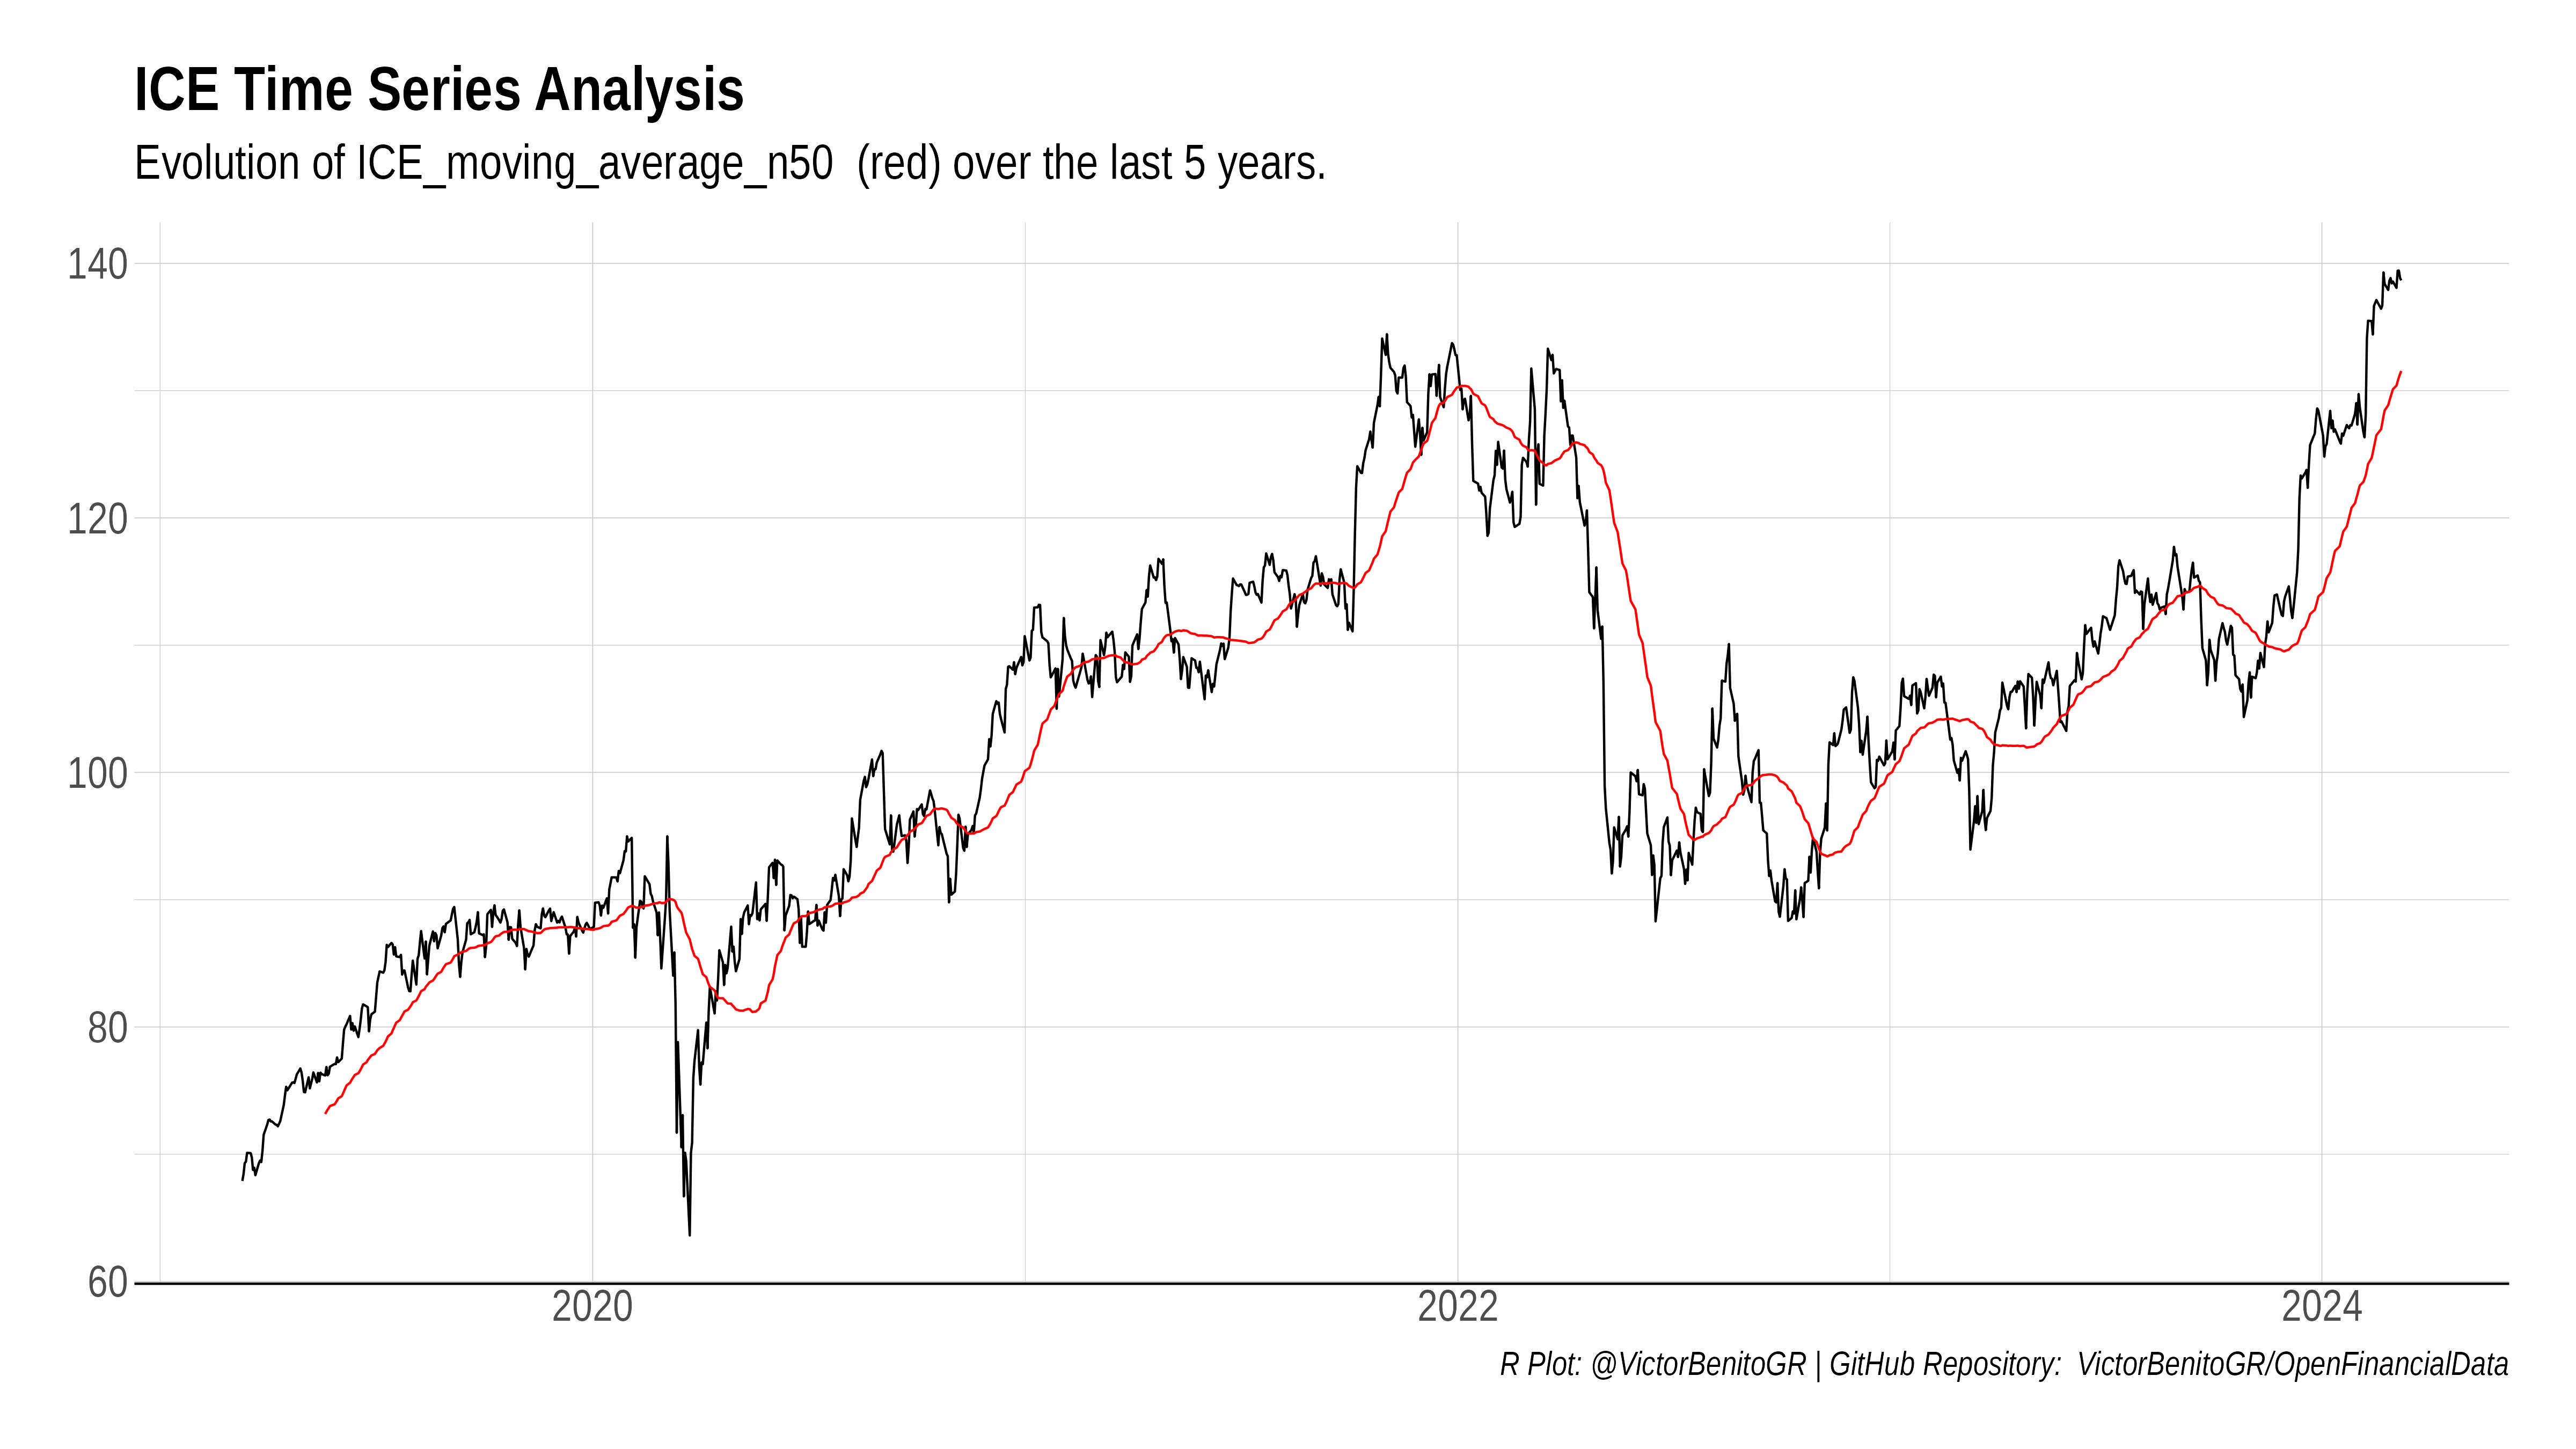 ICE Time Series Analysis
Evolution of ICE_moving_average_n50  (red) over the last 5 years.
140
120
100
80
60
2020 2022 2024
R Plot: @VictorBenitoGR | GitHub Repository:  VictorBenitoGR/OpenFinancialData